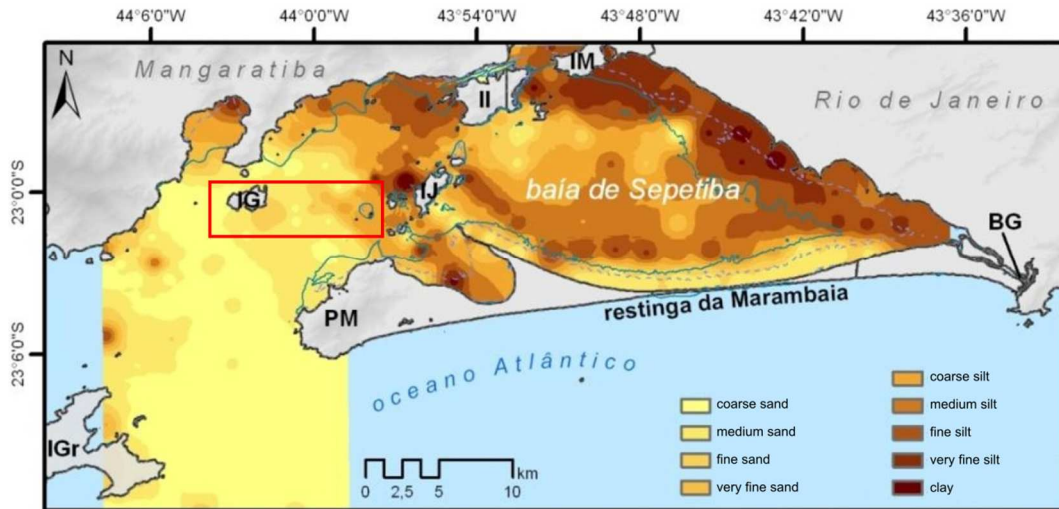 44°6'0"W 44°0'0"W 43°54'0"W 43°48'0"W 43°42'0"W 43°36'0"W
N
Mangaratiba
IM
II
Rio de Janeiro
23°0'0"S
IG
IJ
baía de Sepetiba
BG
PM
restinga da Marambaia
23°6'0"S
oceano Atlântico
IGr
km
0 2,5 5 10
coarse sand
medium sand
fine sand
very fine sand
coarse silt
medium silt
fine silt
very fine silt
clay